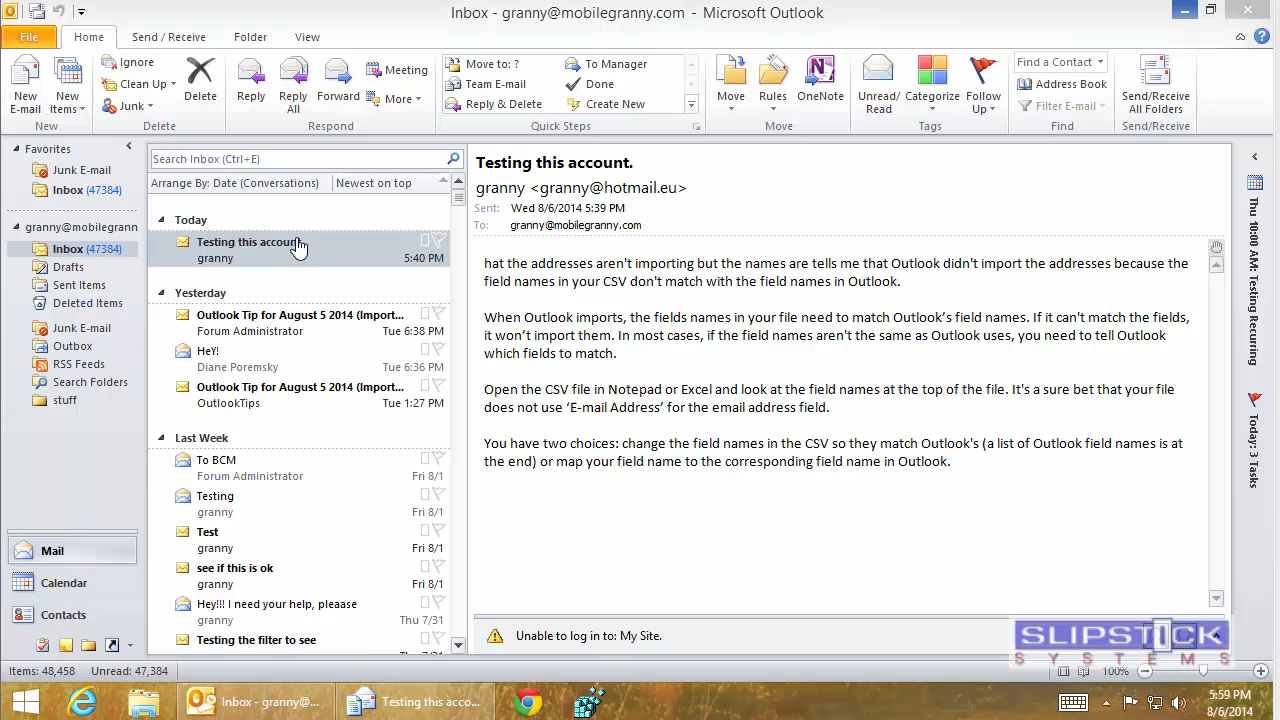 Inbox - granny@mobilegranny.com - Microsoft Outlook
File Home Send / Receive Folder View
New E-mail
New Items
New
Ignore
Clean Up
Junk
Delete
Delete
Reply
Reply All
Forward
Meeting
More
Respond
Move to: ?
Team E-mail
Reply & Delete
To Manager
Done
Create New
Quick Steps
Move
Rules
OneNote
Move
Unread/ Read
Categorize
Follow Up
Tags
Find a Contact
Address Book
Filter E-mail
Find
Send/Receive All Folders
Send/Receive
Favorites
Junk E-mail
Inbox (47384)
granny@mobilegrann
Inbox (47384)
Drafts
Sent Items
Deleted Items
Junk E-mail
Outbox
RSS Feeds
Search Folders
stuff
Mail
Calendar
Contacts
Search Inbox (Ctrl+E)
Arrange By: Date (Conversations) Newest on top
Today
Testing this account
granny 5:40 PM
Yesterday
Outlook Tip for August 5 2014 (Import...
Forum Administrator Tue 6:38 PM
HeY!
Diane Poremsky Tue 6:36 PM
Outlook Tip for August 5 2014 (Import...
OutlookTips Tue 1:27 PM
Last Week
To BCM
Forum Administrator Fri 8/1
Testing
granny Fri 8/1
Test
granny Fri 8/1
see if this is ok
granny Fri 8/1
Hey!!! I need your help, pleaase
granny Thu 7/31
Testing the filter to see
Testing this account.
granny <granny@hotmail.eu>
Sent: Wed 8/6/2014 5:39 PM
To: granny@mobilegranny.com
hat the addresses aren't importing but the names are tells me that Outlook didn't import the addresses because the
field names in your CSV don't match with the field names in Outlook.
When Outlook imports, the fields names in your file need to match Outlook’s field names. If it can't match the fields,
it won’t import them. In most cases, if the field names aren't the same as Outlook uses, you need to tell Outlook
which fields to match.
Open the CSV file in Notepad or Excel and look at the field names at the top of the file. It's a sure bet that your file
does not use ‘E-mail Address’ for the email address field.
You have two choices: change the field names in the CSV so they match Outlook's (a list of Outlook field names is at
the end) or map your field name to the corresponding field name in Outlook.
Unable to log in to: My Site.
Thu 10:00 AM: Testing Recurring
Today: 3 Tasks
SLIPSTICK
SYSTEMS
Items: 48,458 Unread: 47,384
100%
Inbox - granny@...
Testing this acco...
5:59 PM
8/6/2014